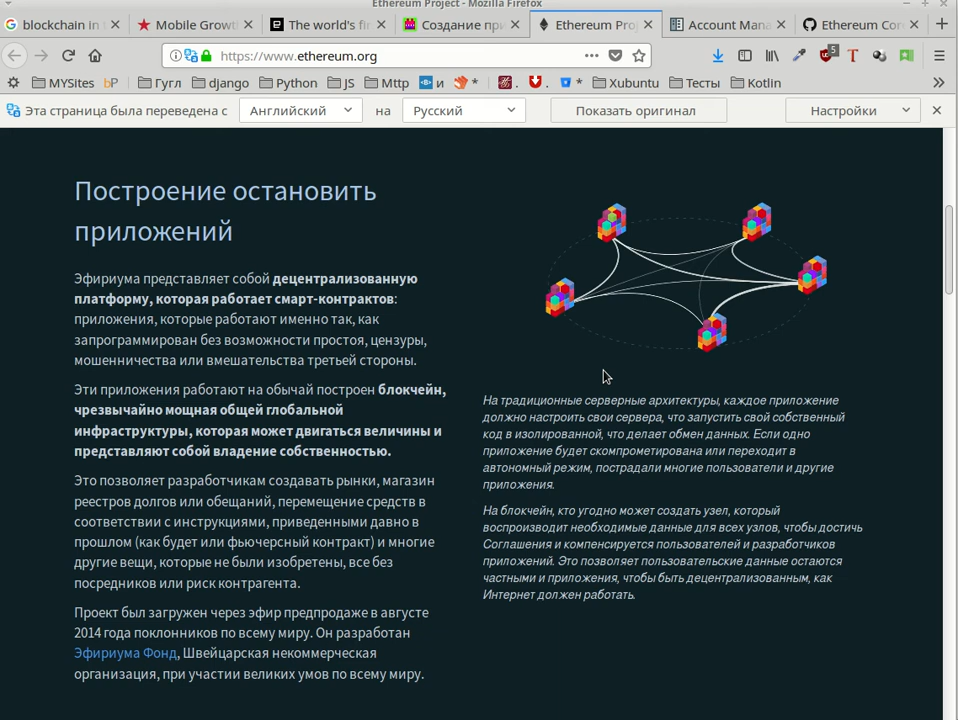 Ethereum Project - Mozilla Firefox
blockchain in
Mobile Growt
The world's fi
Создание при
Ethereum Proj
Account Mana
Ethereum Cor
https://www.ethereum.org
5
MYSites
bP
Гугл
django
Python
JS
Mttp
и
*
.
.
*
Xubuntu
Тесты
Kotlin
Эта страница была переведена с
Английский
на
Русский
Показать оригинал
Настройки
Построение остановить
приложений
Эфириума представляет собой децентрализованную
платформу, которая работает смарт-контрактов:
приложения, которые работают именно так, как
запрограммирован без возможности простоя, цензуры,
мошенничества или вмешательства третьей стороны.
Эти приложения работают на обычай построен блокчейн,
чрезвычайно мощная общей глобальной
инфраструктуры, которая может двигаться величины и
представляют собой владение собственностью.
Это позволяет разработчикам создавать рынки, магазин
реестров долгов или обещаний, перемещение средств в
соответствии с инструкциями, приведенными давно в
прошлом (как будет или фьючерсный контракт) и многие
другие вещи, которые не были изобретены, все без
посредников или риск контрагента.
Проект был загружен через эфир предпродаже в августе
2014 года поклонников по всему миру. Он разработан
Эфириума Фонд, Швейцарская некоммерческая
организация, при участии великих умов по всему миру.
На традиционные серверные архитектуры, каждое приложение
должно настроить свои сервера, что запустить свой собственный
код в изолированной, что делает обмен данных. Если одно
приложение будет скомпрометирована или переходит в
автономный режим, пострадали многие пользователи и другие
приложения.
На блокчейн, кто угодно может создать узел, который
воспроизводит необходимые данные для всех узлов, чтобы достичь
Соглашения и компенсируется пользователей и разработчиков
приложений. Это позволяет пользовательские данные остаются
частными и приложения, чтобы быть децентрализованным, как
Интернет должен работать.